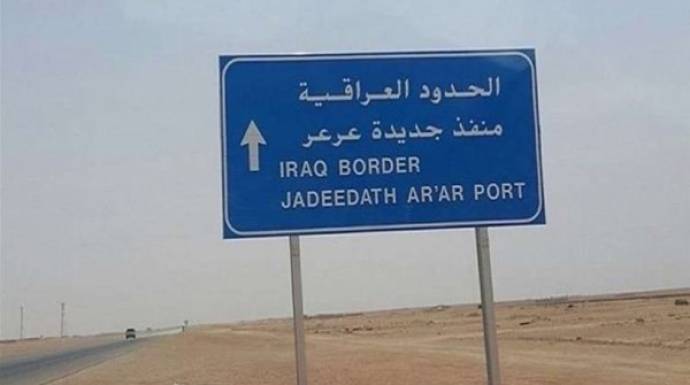 الحدود العراقية
منفذ جديدة عرعر
IRAQ BORDER
JADEEDATH AR'AR PORT